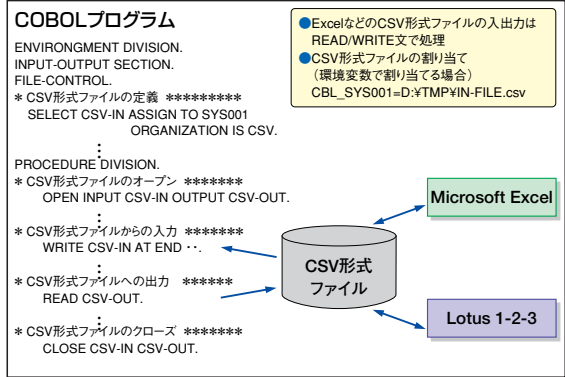 COBOLプログラム
ENVIRONGMENT DIVISION.
INPUT-OUTPUT SECTION.
FILE-CONTROL.
* CSV形式ファイルの定義 *********
SELECT CSV-IN ASSIGN TO SYS001
ORGANIZATION IS CSV.
⋮
PROCEDURE DIVISION.
* CSV形式ファイルのオープン *******
OPEN INPUT CSV-IN OUTPUT CSV-OUT.
⋮
* CSV形式ファイルからの入力 *******
WRITE CSV-IN AT END ・・.
⋮
* CSV形式ファイルへの出力 ******
READ CSV-OUT.
⋮
* CSV形式ファイルのクローズ *******
CLOSE CSV-IN CSV-OUT.
●ExcelなどのCSV形式ファイルの入出力は
READ/WRITE文で処理
●CSV形式ファイルの割り当て
（環境変数で割り当てる場合）
CBL_SYS001=D:¥TMP¥IN-FILE.csv
CSV形式
ファイル
Microsoft Excel
Lotus 1-2-3